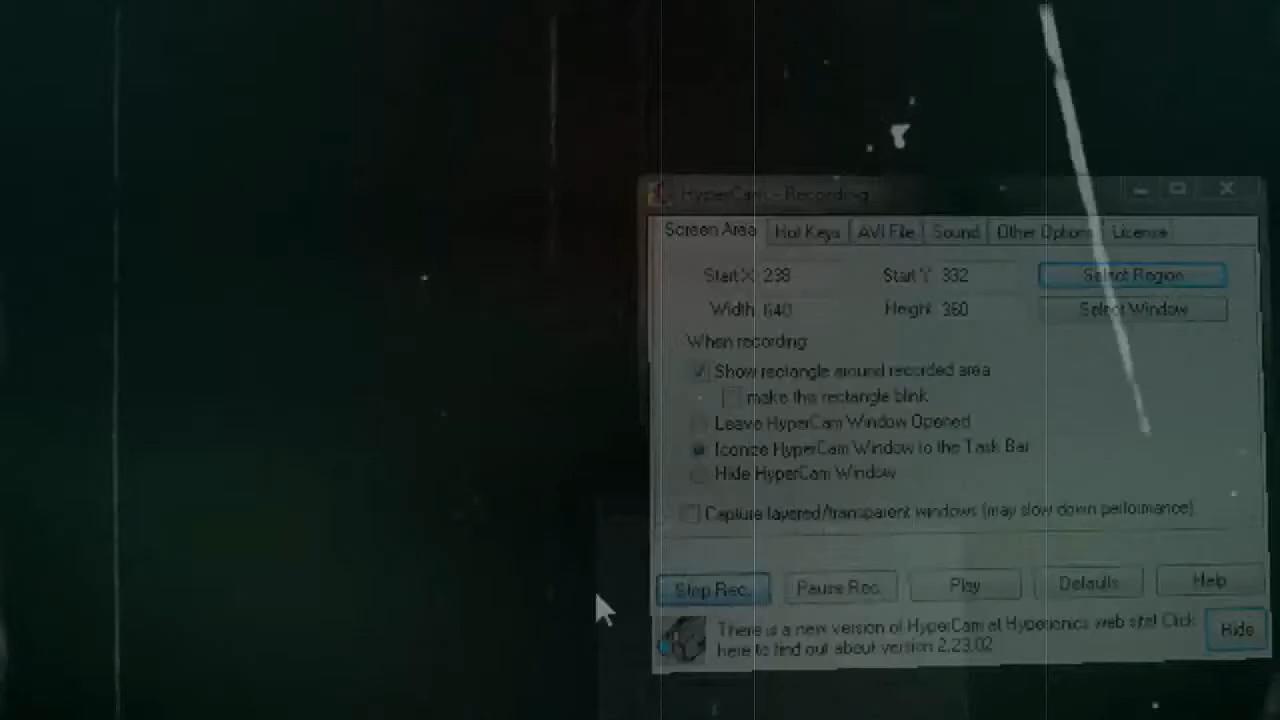 HyperCam - Recording
Screen Area Hot Keys AVI File Sound Other Options License
Start X: 238 Start Y: 332 Select Region
Width: 640 Height: 360 Select Window
When recording:
Show rectangle around recorded area
make this rectangle blink
Leave HyperCam Window Opened
Iconize HyperCam Window to the Task Bar
Hide HyperCam Window
Capture layered/transparent windows (may slow down performance)
Stop Rec. Pause Rec. Play Defaults Help
There is a new version of HyperCam at Hyperionics web site! Click
here to find out about version 2.23.02
Hide